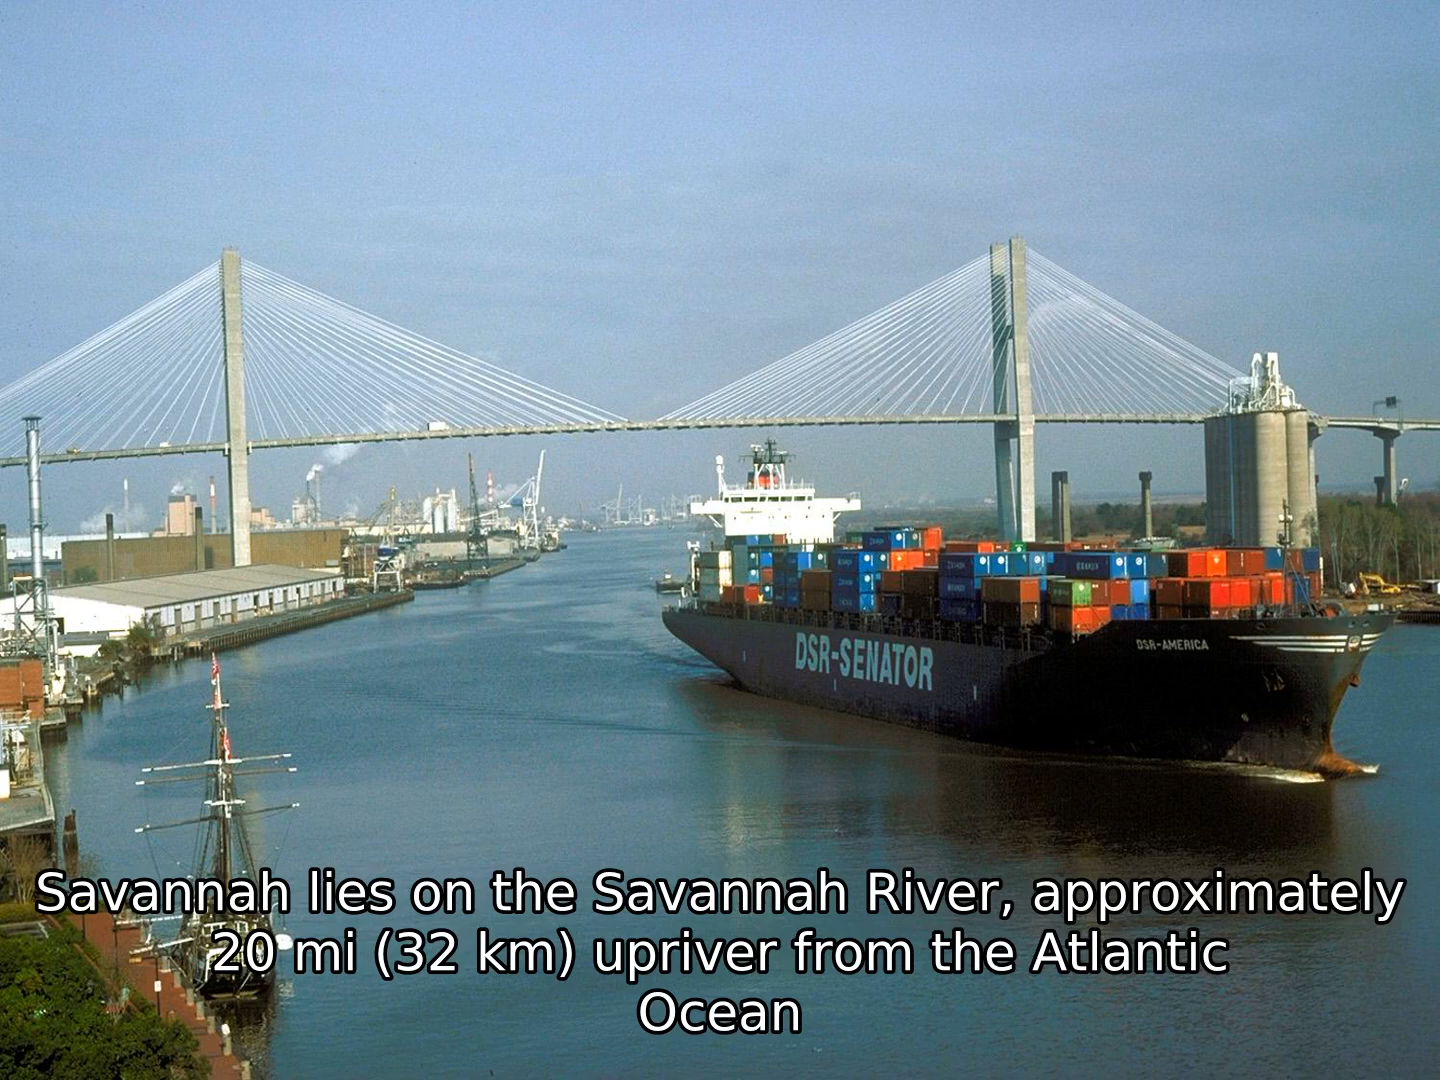 DSR-SENATOR
DSR-AMERICA
Savannah lies on the Savannah River, approximately
20 mi (32 km) upriver from the Atlantic
Ocean